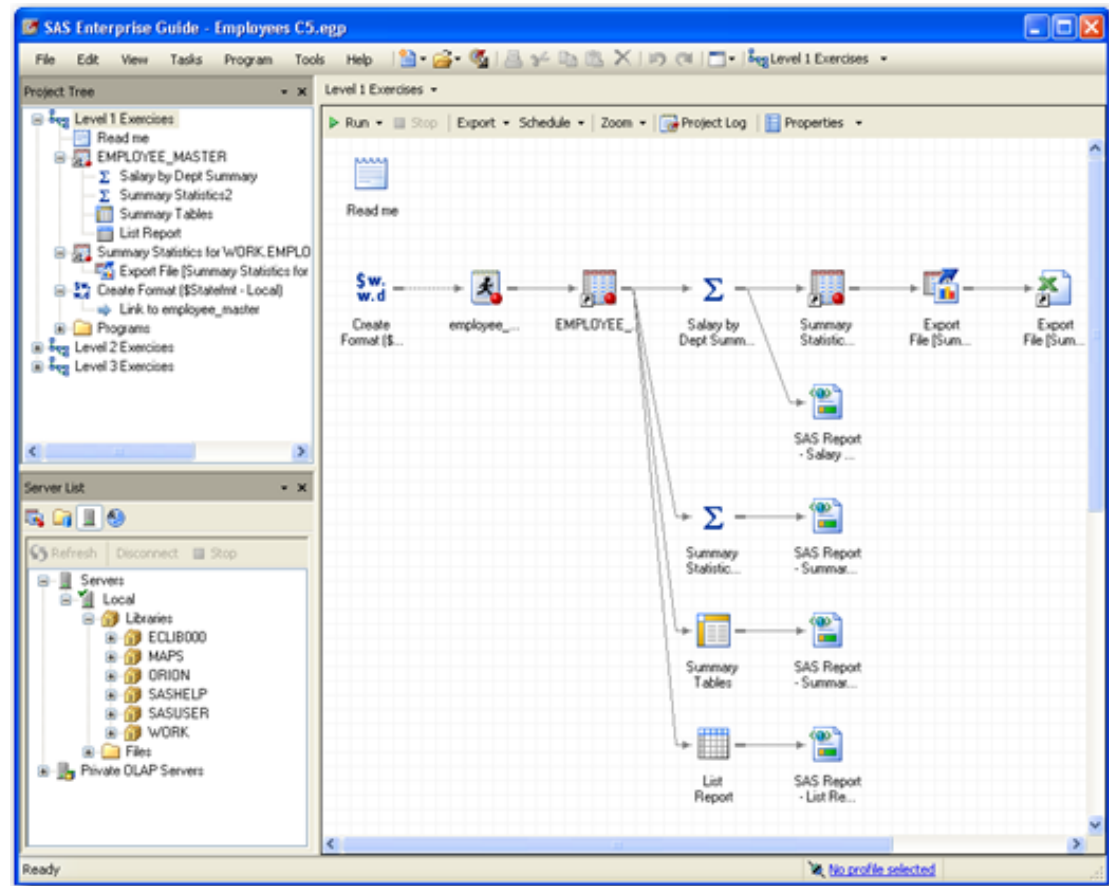 SAS Enterprise Guide - Employees C5.egp
File Edit View Tasks Program Tools Help Level 1 Exercises
Project Tree
Level 1 Exercises
Read me
EMPLOYEE_MASTER
Salary by Dept Summary
Summary Statistics2
Summary Tables
List Report
Summary Statistics for WORK.EMPLO
Export File [Summary Statistics for
Create Format ($StateInt - Local)
Link to employee_master
Programs
Level 2 Exercises
Level 3 Exercises
Server List
Refresh Disconnect Stop
Servers
Local
Libraries
ECLIB000
MAPS
ORION
SASHELP
SASUSER
WORK
Files
Private OLAP Servers
Level 1 Exercises
Run Stop Export Schedule Zoom Project Log Properties
Read me
$w.
w.d
Create
Format ($...
employee_...
EMPLOYEE_
Σ
Salary by
Dept Summ...
Summary
Statistic...
Export
File [Sum...
Export
File [Sum...
SAS Report
- Salary ...
Σ
Summary
Statistic...
SAS Report
- Summar...
Summary
Tables
SAS Report
- Summar...
List
Report
SAS Report
- List Re...
Ready
No profile selected